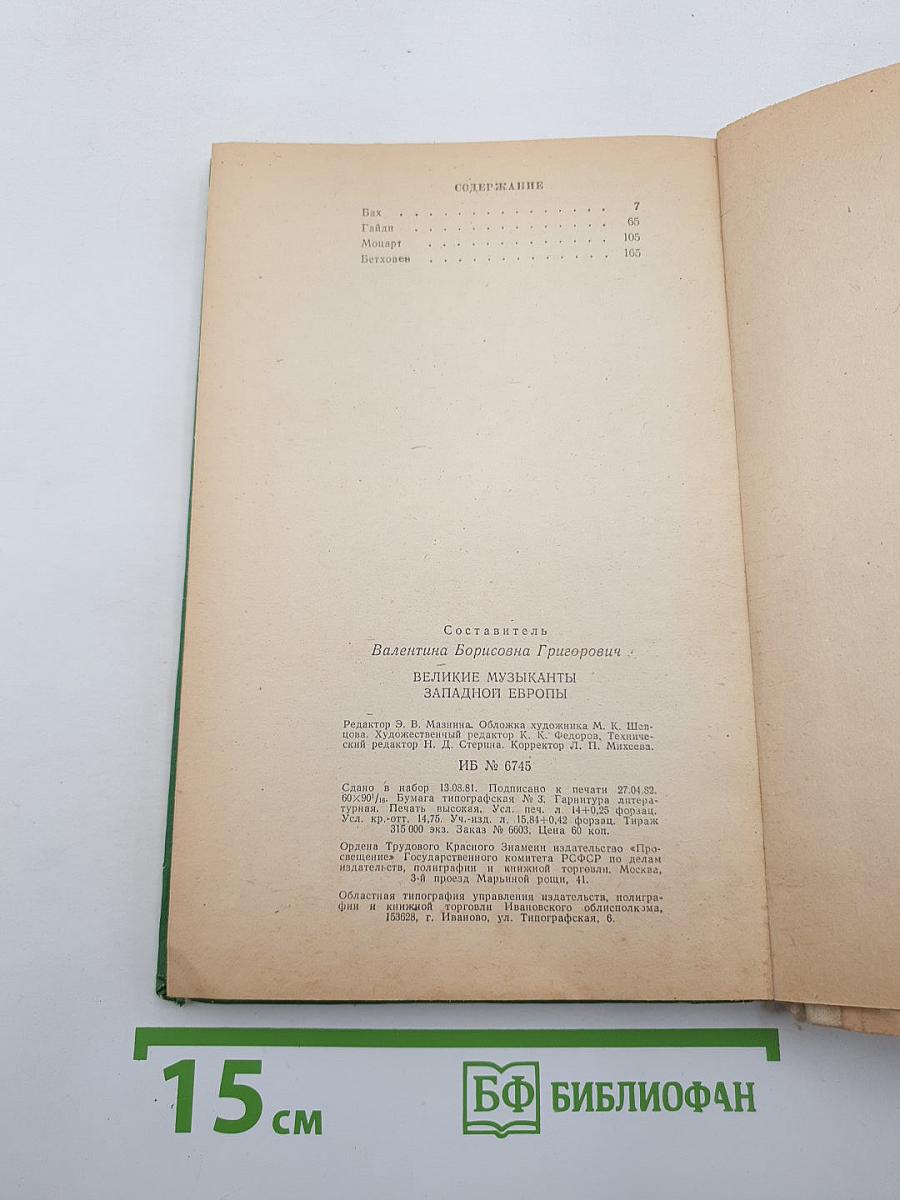 СОДЕРЖАНИЕ
Бах . . . . . . . . . . . . . . 7
Гайдн . . . . . . . . . . . . . 65
Моцарт . . . . . . . . . . . . 105
Бетховен . . . . . . . . . . . . 165
Составитель
Валентина Борисовна Григорович
ВЕЛИКИЕ МУЗЫКАНТЫ
ЗАПАДНОЙ ЕВРОПЫ
Редактор Э. В. Мазнина. Обложка художника М. К. Шев-
цова. Художественный редактор К. К. Федоров, Техниче-
ский редактор Н. Д. Стерина. Корректор Л. П. Михеева.
ИБ № 6745
Сдано в набор 13.08.81. Подписано к печати 27.04.82.
60×90¹/₁₆. Бумага типографская № 3. Гарнитура литера-
турная. Печать высокая. Усл. печ. л 14+0,25 форзац.
Усл. кр.-отт. 14,75. Уч.-изд. л. 15,84+0,42 форзац. Тираж
315 000 экз. Заказ № 6603. Цена 60 коп.
Ордена Трудового Красного Знамени издательство «Про-
свещение» Государственного комитета РСФСР по делам
издательств, полиграфии и книжной торговли. Москва,
3-й проезд Марьиной рощи, 41.
Областная типография управления издательств, полигра-
фии и книжной торговли Ивановского облисполкома,
153628, г. Иваново, ул. Типографская, 6.
15 см
БФ БИБЛИОФАН